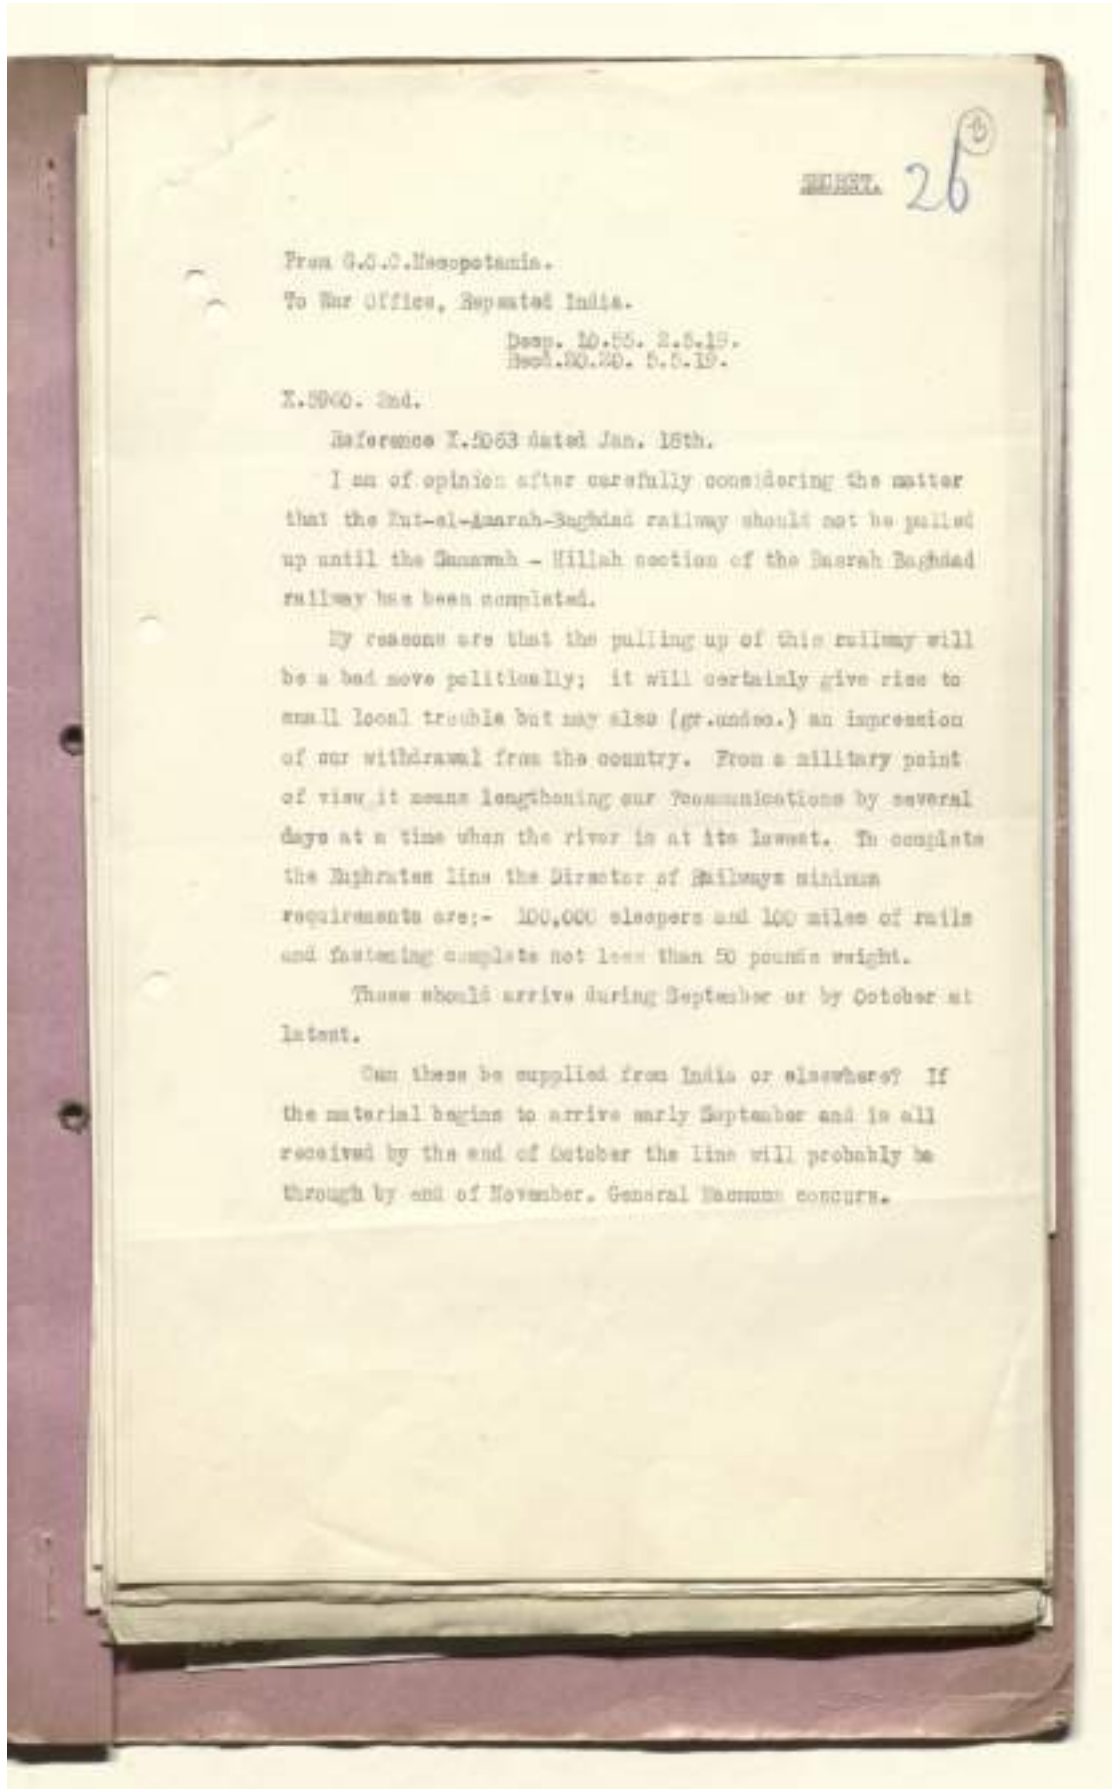 SECRET. 26
From G.O.C.Mesopotamia.
To War Office, Repeated India.
Desp. 10.55. 2.5.19.
Recd.20.20. 5.5.19.
2nd.
Reference X.5063 dated Jan.
I am of opinion after carefully considering the matter
that the Kut-el-Amarah-Baghdad railway should not be pulled
up until the Samawah - Hillah section of the Basrah Baghdad
railway has been completed.
My reasons are that the pulling up of this railway will
be a bad move politically; it will certainly give rise to
small local trouble but may also (gr.undec.) an impression
of our withdrawal from the country. From a military point
of view it means lengthening our ?communications by several
days at a time when the river is at its lowest. To complete
the Euphrates line the Director of Railways minimum
requirements are;- 100,000 sleepers and 100 miles of rails
and fastening complete not less than 50 pounds weight.
These should arrive during September or by October at
latest.
Can these be supplied from India or elsewhere? If
the material begins to arrive early September and is all
received by the end of October the line will probably be
through by end of November. General concurs.